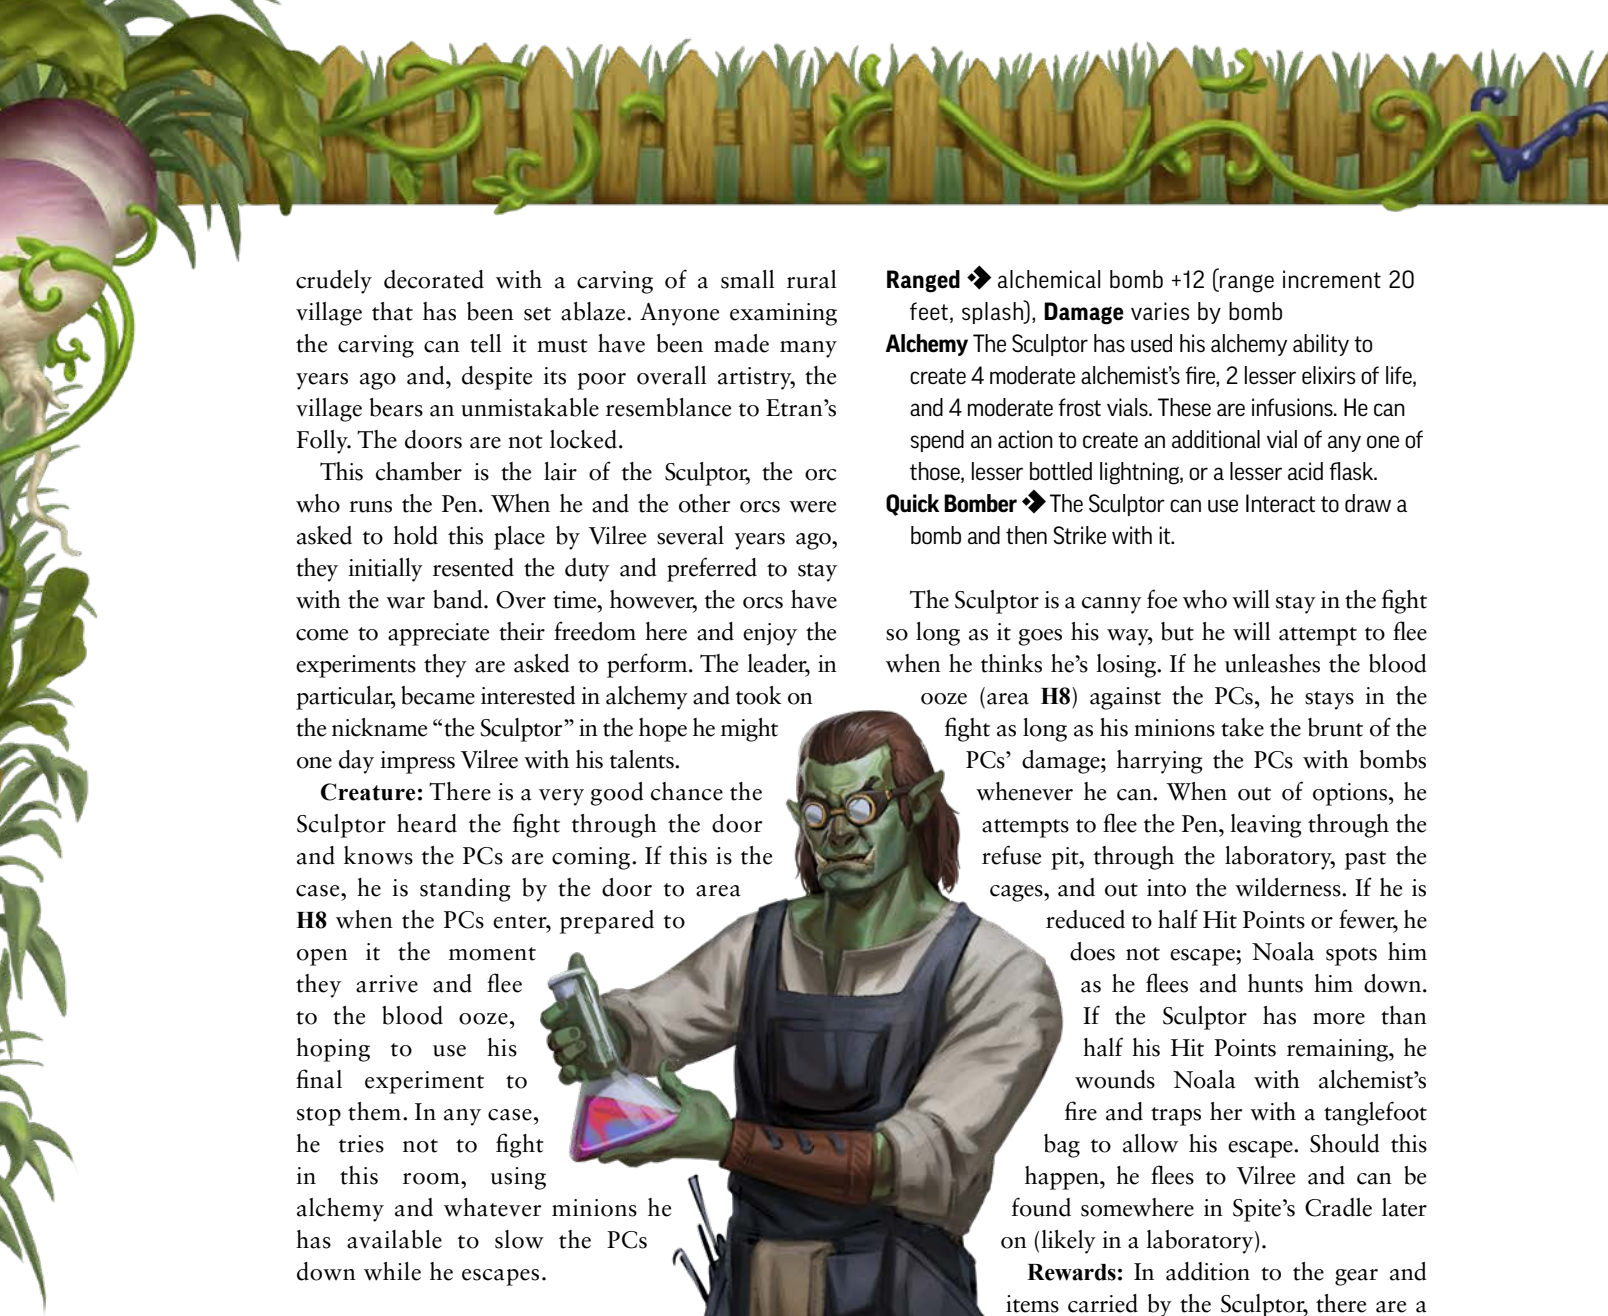 crudely decorated with a carving of a small rural
village that has been set ablaze. Anyone examining
the carving can tell it must have been made many
years ago and, despite its poor overall artistry, the
village bears an unmistakable resemblance to Etran’s
Folly. The doors are not locked.
This chamber is the lair of the Sculptor, the orc
who runs the Pen. When he and the other orcs were
asked to hold this place by Vilree several years ago,
they initially resented the duty and preferred to stay
with the war band. Over time, however, the orcs have
come to appreciate their freedom here and enjoy the
experiments they are asked to perform. The leader, in
particular, became interested in alchemy and took on
the nickname “the Sculptor” in the hope he might
one day impress Vilree with his talents.
Creature: There is a very good chance the
Sculptor heard the fight through the door
and knows the PCs are coming. If this is the
case, he is standing by the door to area
H8 when the PCs enter, prepared to
open it the moment
they arrive and flee
to the blood ooze,
hoping to use his
final experiment to
stop them. In any case,
he tries not to fight
in this room, using
alchemy and whatever minions he
has available to slow the PCs
down while he escapes.
Ranged alchemical bomb +12 (range increment 20
feet, splash), Damage varies by bomb
Alchemy The Sculptor has used his alchemy ability to
create 4 moderate alchemist’s fire, 2 lesser elixirs of life,
and 4 moderate frost vials. These are infusions. He can
spend an action to create an additional vial of any one of
those, lesser bottled lightning, or a lesser acid flask.
Quick Bomber The Sculptor can use Interact to draw a
bomb and then Strike with it.
The Sculptor is a canny foe who will stay in the fight
so long as it goes his way, but he will attempt to flee
when he thinks he’s losing. If he unleashes the blood
ooze (area H8) against the PCs, he stays in the
fight as long as his minions take the brunt of the
PCs’ damage; harrying the PCs with bombs
whenever he can. When out of options, he
attempts to flee the Pen, leaving through the
refuse pit, through the laboratory, past the
cages, and out into the wilderness. If he is
reduced to half Hit Points or fewer, he
does not escape; Noala spots him
as he flees and hunts him down.
If the Sculptor has more than
half his Hit Points remaining, he
wounds Noala with alchemist’s
fire and traps her with a tanglefoot
bag to allow his escape. Should this
happen, he flees to Vilree and can be
found somewhere in Spite’s Cradle later
on (likely in a laboratory).
Rewards: In addition to the gear and
items carried by the Sculptor, there are a